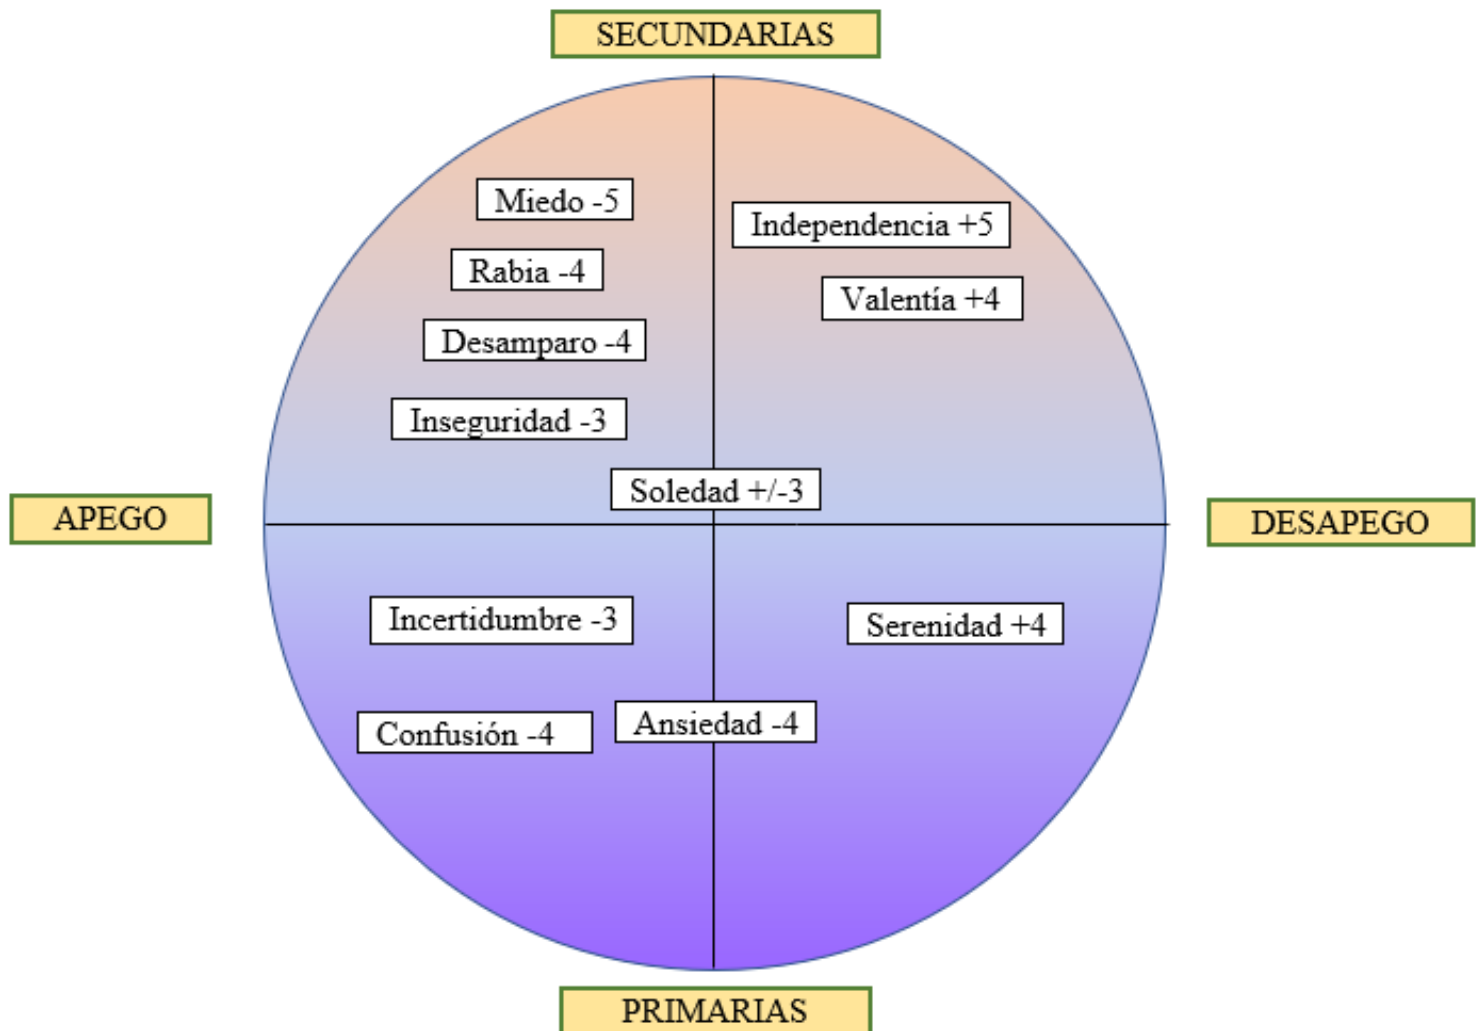 SECUNDARIAS
Miedo -5
Independencia +5
Rabia -4
Valentía +4
Desamparo -4
Inseguridad -3
Soledad +/-3
APEGO
DESAPEGO
Incertidumbre -3
Serenidad +4
Confusión -4
Ansiedad -4
PRIMARIAS